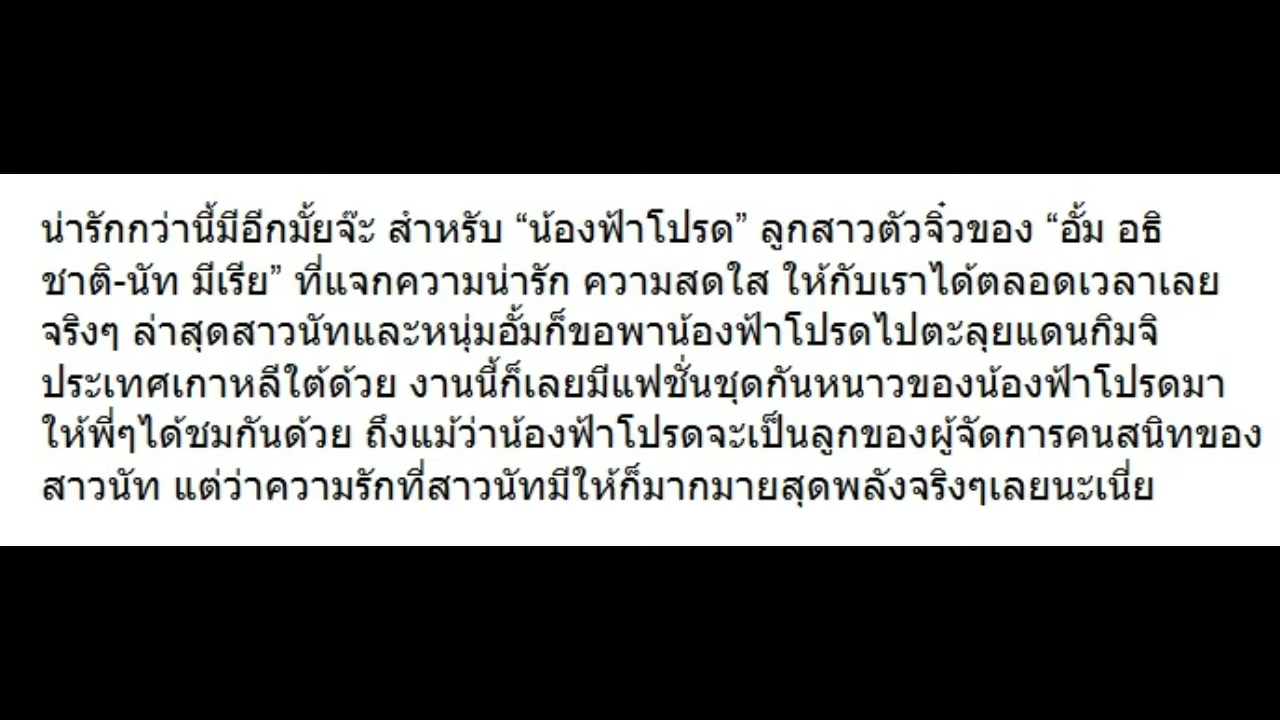 น่ารักกว่านี้มีอีกมั้ยจ๊ะ สำหรับ “น้องฟ้าโปรด” ลูกสาวตัวจิ๋วของ “อั้ม อธิ
ชาติ-นัท มีเรีย” ที่แจกความน่ารัก ความสดใส ให้กับเราได้ตลอดเวลาเลย
จริงๆ ล่าสุดสาวนัทและหนุ่มอั้มก็ขอพาน้องฟ้าโปรดไปตะลุยแดนกิมจิ
ประเทศเกาหลีใต้ด้วย งานนี้ก็เลยมีแฟชั่นชุดกันหนาวของน้องฟ้าโปรดมา
ให้พี่ๆได้ชมกันด้วย ถึงแม้ว่าน้องฟ้าโปรดจะเป็นลูกของผู้จัดการคนสนิทของ
สาวนัท แต่ว่าความรักที่สาวนัทมีให้ก็มากมายสุดพลังจริงๆเลยนะเนี่ย